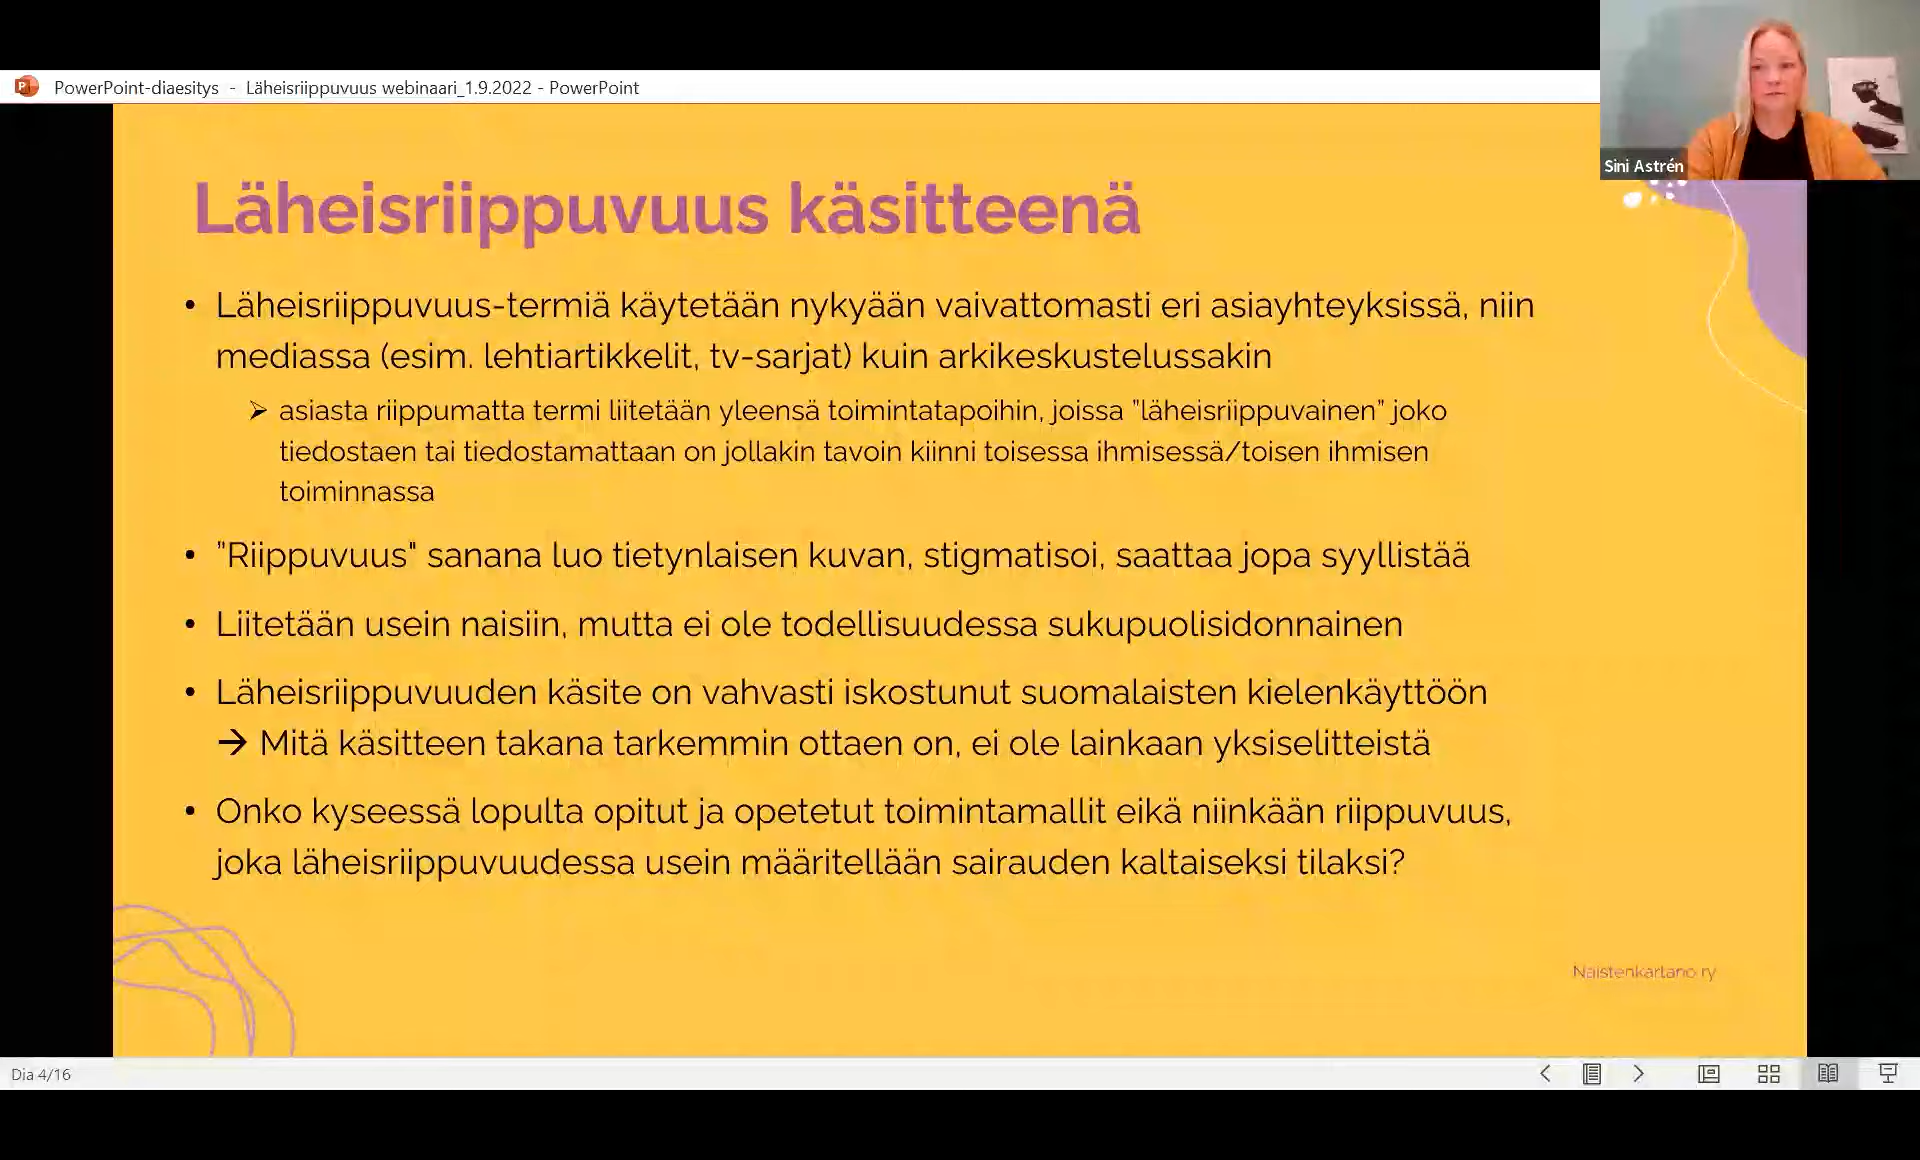 PowerPoint-diaesitys - Läheisriippuvuus webinaari_1.9.2022 - PowerPoint
Sini Astrén
Läheisriippuvuus käsitteenä
• Läheisriippuvuus-termiä käytetään nykyään vaivattomasti eri asiayhteyksissä, niin
mediassa (esim. lehtiartikkelit, tv-sarjat) kuin arkikeskustelussakin
➢ asiasta riippumatta termi liitetään yleensä toimintatapoihin, joissa ”läheisriippuvainen” joko
tiedostaen tai tiedostamattaan on jollakin tavoin kiinni toisessa ihmisessä/toisen ihmisen
toiminnassa
• ”Riippuvuus" sanana luo tietynlaisen kuvan, stigmatisoi, saattaa jopa syyllistää
• Liitetään usein naisiin, mutta ei ole todellisuudessa sukupuolisidonnainen
• Läheisriippuvuuden käsite on vahvasti iskostunut suomalaisten kielenkäyttöön
→ Mitä käsitteen takana tarkemmin ottaen on, ei ole lainkaan yksiselitteistä
• Onko kyseessä lopulta opitut ja opetetut toimintamallit eikä niinkään riippuvuus,
joka läheisriippuvuudessa usein määritellään sairauden kaltaiseksi tilaksi?
Naistenkartano ry
Dia 4/16